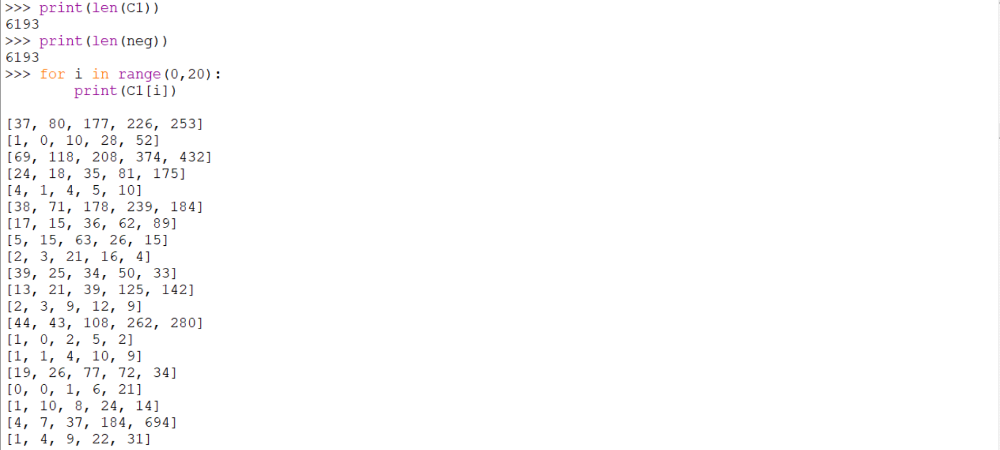 >>> print(len(C1))
6193
>>> print(len(neg))
6193
>>> for i in range(0,20):
        print(C1[i])
[37, 80, 177, 226, 253]
[1, 0, 10, 28, 52]
[69, 118, 208, 374, 432]
[24, 18, 35, 81, 175]
[4, 1, 4, 5, 10]
[38, 71, 178, 239, 184]
[17, 15, 36, 62, 89]
[5, 15, 63, 26, 15]
[2, 3, 21, 16, 4]
[39, 25, 34, 50, 33]
[13, 21, 39, 125, 142]
[2, 3, 9, 12, 9]
[44, 43, 108, 262, 280]
[1, 0, 2, 5, 2]
[1, 1, 4, 10, 9]
[19, 26, 77, 72, 34]
[0, 0, 1, 6, 21]
[1, 10, 8, 24, 14]
[4, 7, 37, 184, 694]
[1, 4, 9, 22, 31]